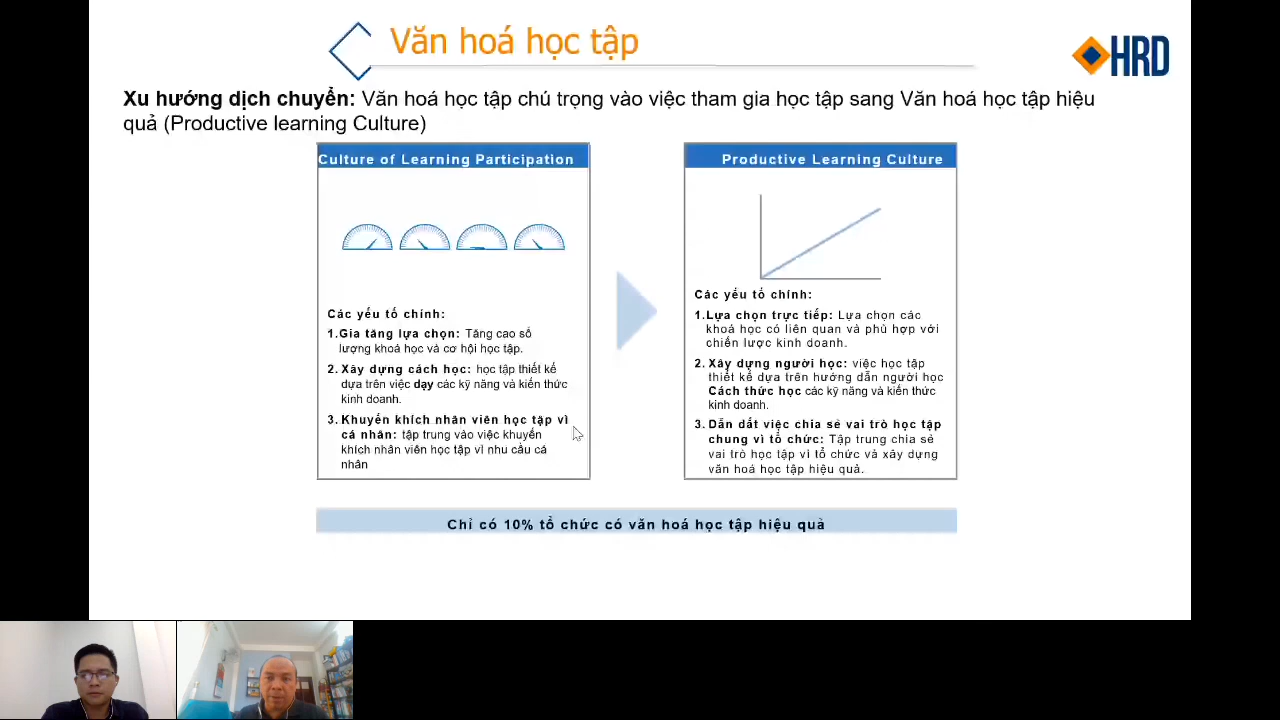 Văn hoá học tập
HRD
Xu hướng dịch chuyển: Văn hoá học tập chú trọng vào việc tham gia học tập sang Văn hoá học tập hiệu
quả (Productive learning Culture)
Culture of Learning Participation
Các yếu tố chính:
1.Gia tăng lựa chọn: Tăng cao số
lượng khoá học và cơ hội học tập.
2. Xây dựng cách học: học tập thiết kế
dựa trên việc dạy các kỹ năng và kiến thức
kinh doanh.
3. Khuyến khích nhân viên học tập vì
cá nhân: tập trung vào việc khuyến
khích nhân viên học tập vì nhu cầu cá
nhân
Productive Learning Culture
Các yếu tố chính:
1.Lựa chọn trực tiếp: Lựa chọn các
khoá học có liên quan và phù hợp với
chiến lược kinh doanh.
2. Xây dựng người học: việc học tập
thiết kế dựa trên hướng dẫn người học
Cách thức học các kỹ năng và kiến thức
kinh doanh.
3. Dẫn dắt việc chia sẻ vai trò học tập
chung vì tổ chức: Tập trung chia sẻ
vai trò học tập vì tổ chức và xây dựng
văn hoá học tập hiệu quả.
Chỉ có 10% tổ chức có văn hoá học tập hiệu quả